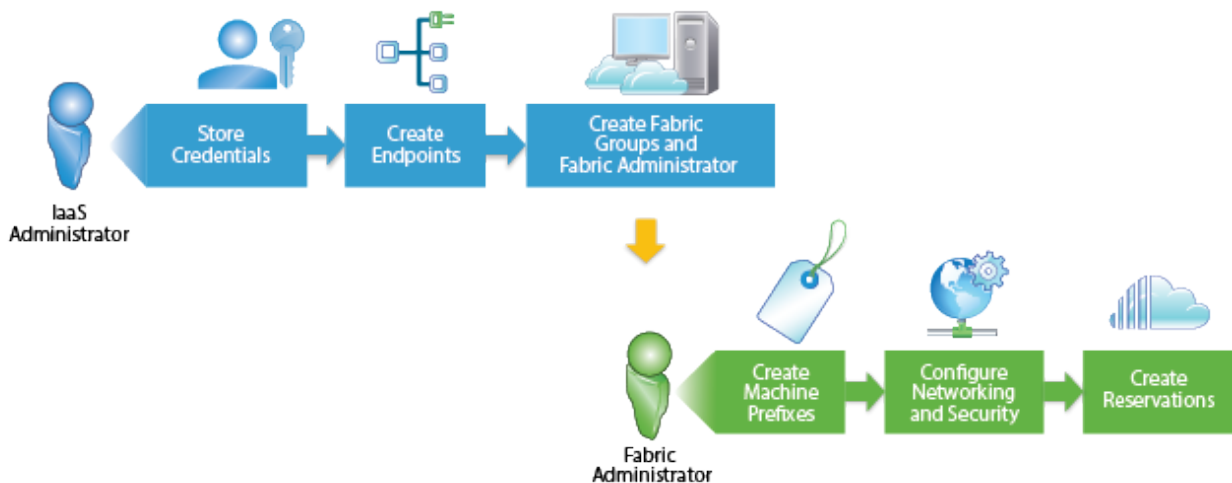 IaaS
Administrator
Store
Credentials
Create
Endpoints
Create Fabric
Groups and
Fabric Administrator
Fabric
Administrator
Create
Machine
Prefixes
Configure
Networking
and Security
Create
Reservations